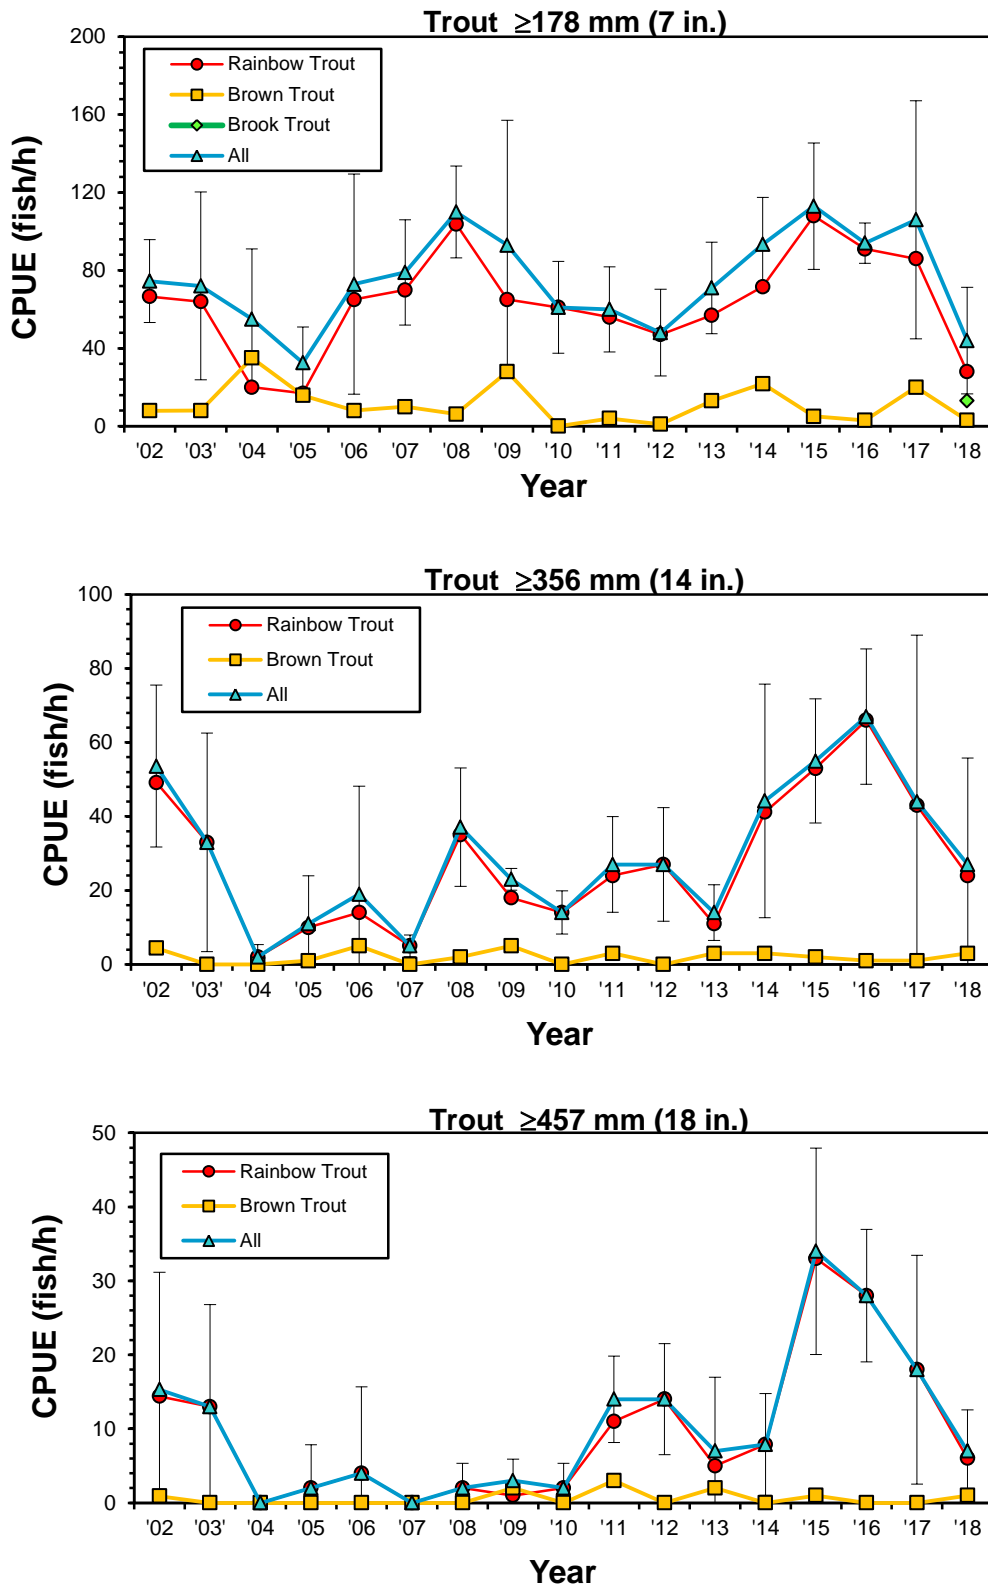 Trout ≥178 mm (7 in.)
200
160
120
80
40
0
CPUE (fish/h)
Rainbow Trout
Brown Trout
Brook Trout
All
'02 '03' '04 '05 '06 '07 '08 '09 '10 '11 '12 '13 '14 '15 '16 '17 '18
Year
Trout ≥356 mm (14 in.)
100
80
60
40
20
0
CPUE (fish/h)
Rainbow Trout
Brown Trout
All
'02 '03' '04 '05 '06 '07 '08 '09 '10 '11 '12 '13 '14 '15 '16 '17 '18
Year
Trout ≥457 mm (18 in.)
50
40
30
20
10
0
CPUE (fish/h)
Rainbow Trout
Brown Trout
All
'02 '03' '04 '05 '06 '07 '08 '09 '10 '11 '12 '13 '14 '15 '16 '17 '18
Year